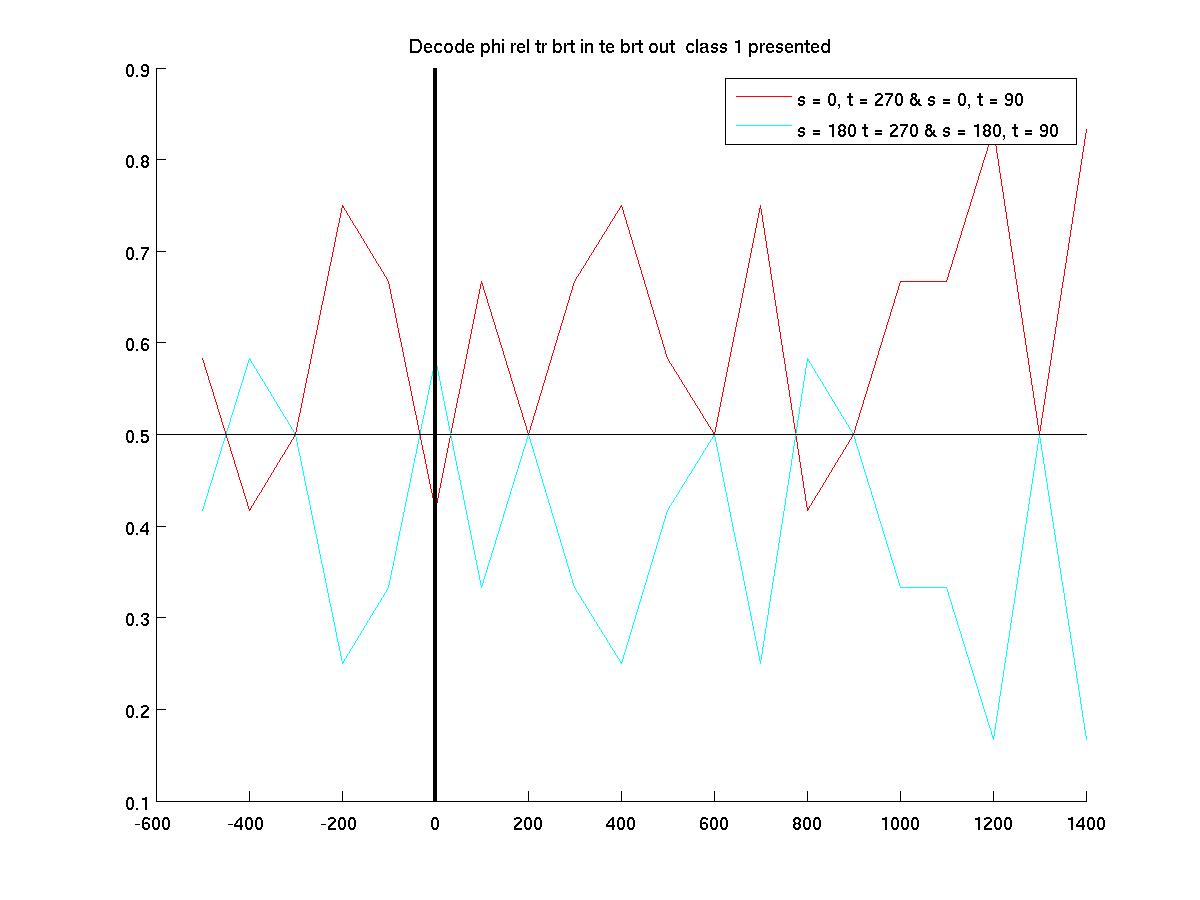 Decode phi rel tr brt in te brt out  class 1 presented
0.9
s = 0, t = 270 & s = 0, t = 90
s = 180 t = 270 & s = 180, t = 90
0.8
0.7
0.6
0.5
0.4
0.3
0.2
0.1
-600 -400 -200 0 200 400 600 800 1000 1200 1400